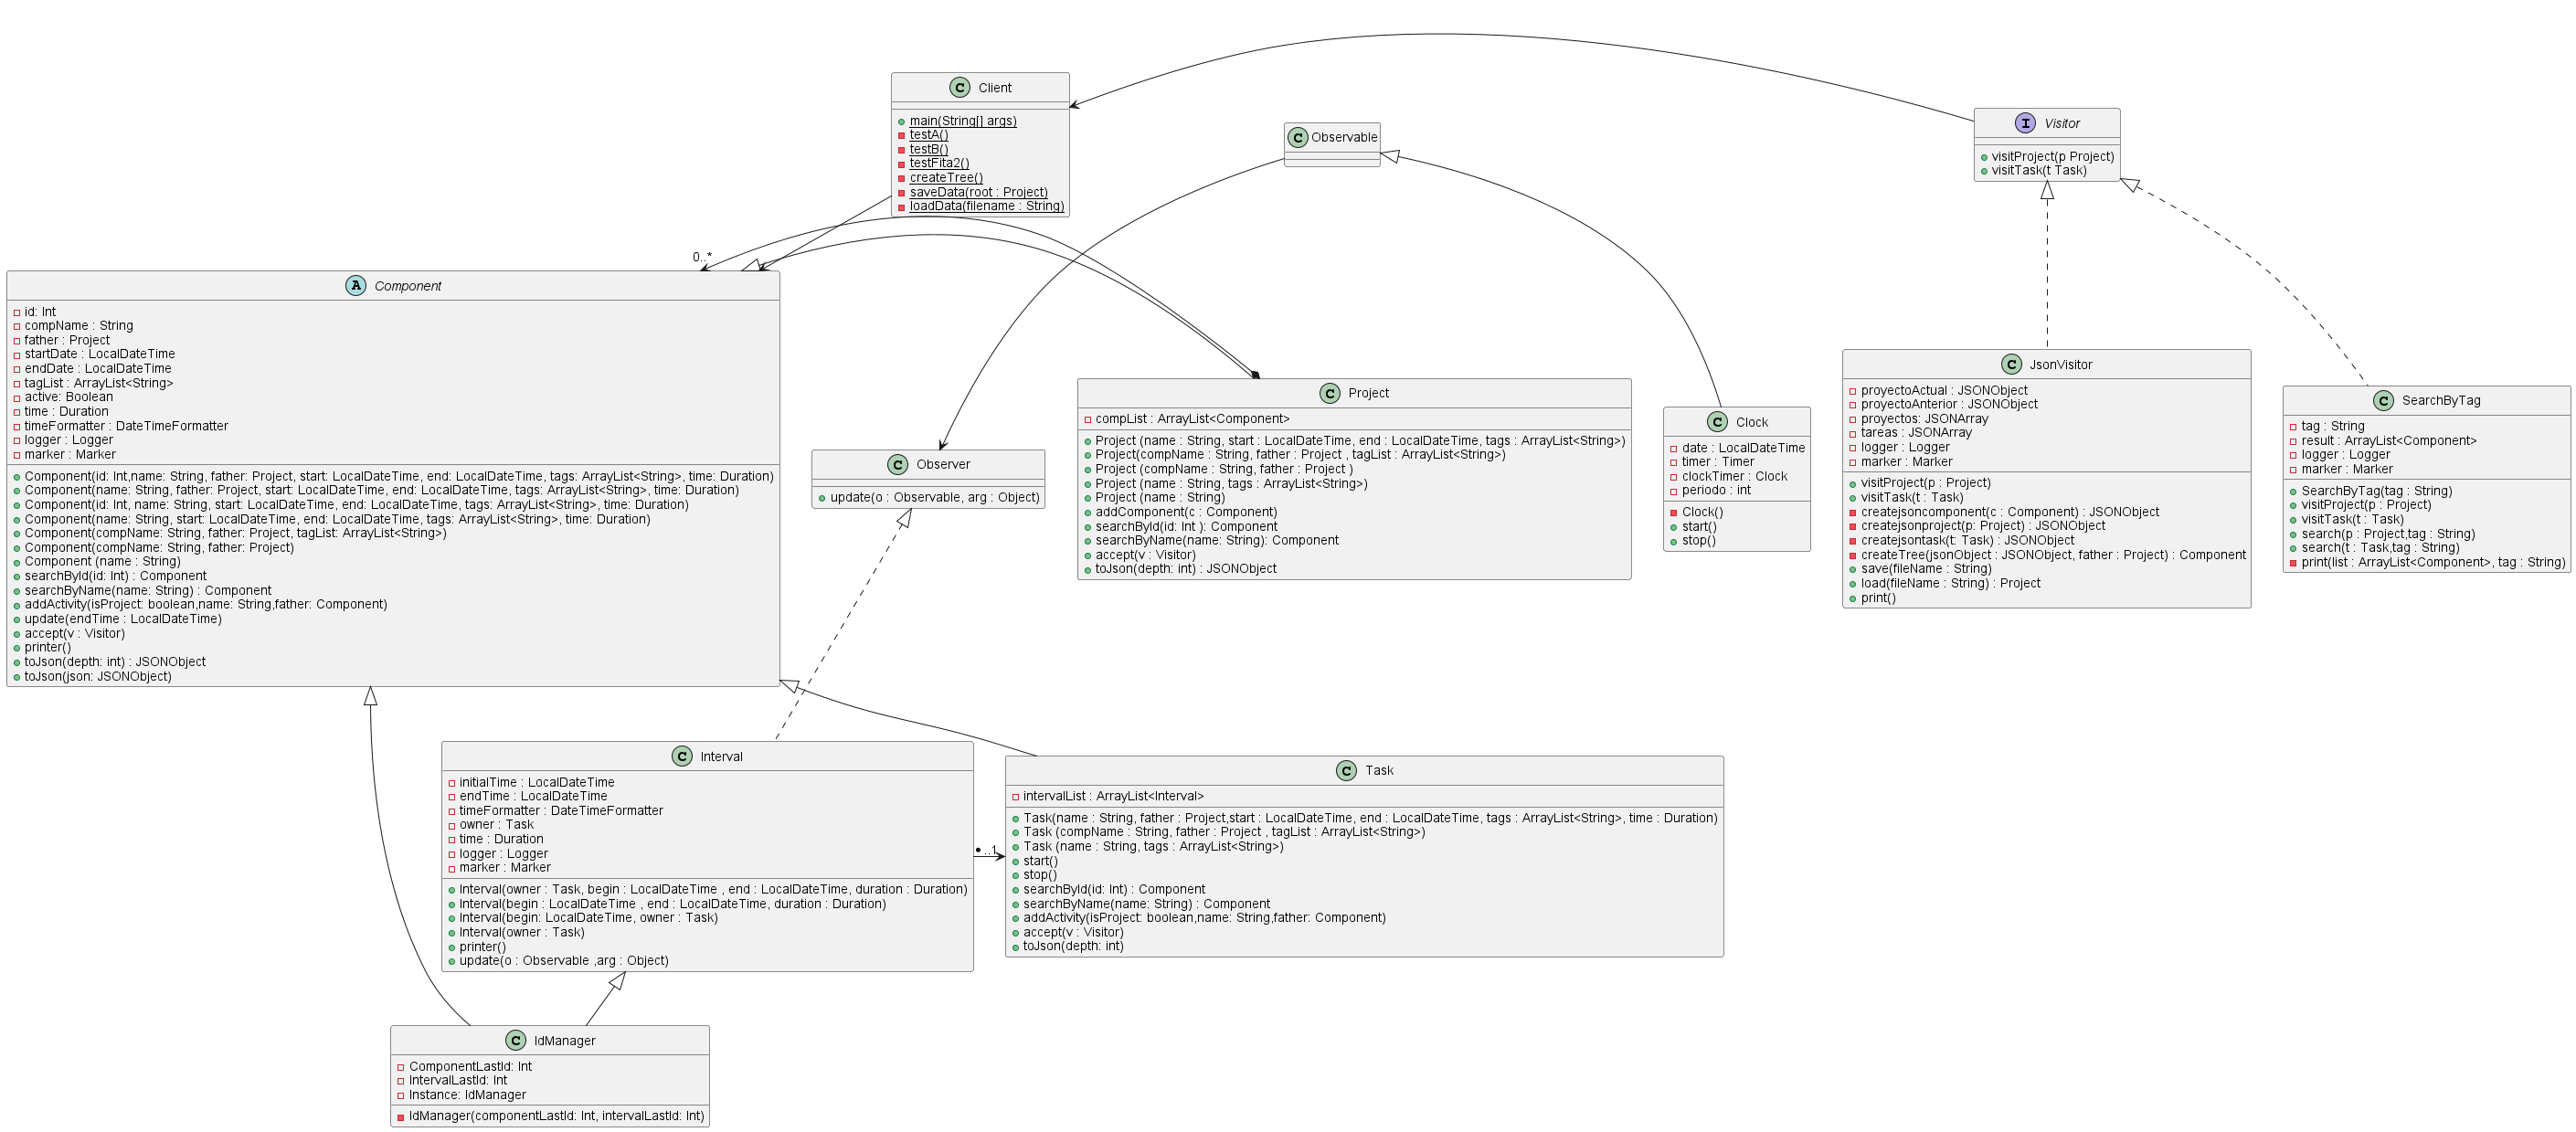 Client
main(String[] args)
testA()
testB()
testFita2()
createTree()
saveData(root : Project)
loadData(filename : String)
Observable
Visitor
visitProject(p Project)
visitTask(t Task)
0..*
Component
id: Int
compName : String
father : Project
startDate : LocalDateTime
endDate : LocalDateTime
tagList : ArrayList<String>
active: Boolean
time : Duration
timeFormatter : DateTimeFormatter
logger : Logger
marker : Marker
Component(id: Int,name: String, father: Project, start: LocalDateTime, end: LocalDateTime, tags: ArrayList<String>, time: Duration)
Component(name: String, father: Project, start: LocalDateTime, end: LocalDateTime, tags: ArrayList<String>, time: Duration)
Component(id: Int, name: String, start: LocalDateTime, end: LocalDateTime, tags: ArrayList<String>, time: Duration)
Component(name: String, start: LocalDateTime, end: LocalDateTime, tags: ArrayList<String>, time: Duration)
Component(compName: String, father: Project, tagList: ArrayList<String>)
Component(compName: String, father: Project)
Component (name : String)
searchById(id: Int) : Component
searchByName(name: String) : Component
addActivity(isProject: boolean,name: String,father: Component)
update(endTime : LocalDateTime)
accept(v : Visitor)
printer()
toJson(depth: int) : JSONObject
toJson(json: JSONObject)
Observer
update(o : Observable, arg : Object)
Project
compList : ArrayList<Component>
Project (name : String, start : LocalDateTime, end : LocalDateTime, tags : ArrayList<String>)
Project(compName : String, father : Project , tagList : ArrayList<String>)
Project (compName : String, father : Project )
Project (name : String, tags : ArrayList<String>)
Project (name : String)
addComponent(c : Component)
searchById(id: Int ): Component
searchByName(name: String): Component
accept(v : Visitor)
toJson(depth: int) : JSONObject
Clock
date : LocalDateTime
timer : Timer
clockTimer : Clock
periodo : int
Clock()
start()
stop()
JsonVisitor
proyectoActual : JSONObject
proyectoAnterior : JSONObject
proyectos: JSONArray
tareas : JSONArray
logger : Logger
marker : Marker
visitProject(p : Project)
visitTask(t : Task)
createjsoncomponent(c : Component) : JSONObject
createjsonproject(p: Project) : JSONObject
createjsontask(t: Task) : JSONObject
createTree(jsonObject : JSONObject, father : Project) : Component
save(fileName : String)
load(fileName : String) : Project
print()
SearchByTag
tag : String
result : ArrayList<Component>
logger : Logger
marker : Marker
SearchByTag(tag : String)
visitProject(p : Project)
visitTask(t : Task)
search(p : Project,tag : String)
search(t : Task,tag : String)
print(list : ArrayList<Component>, tag : String)
Interval
initialTime : LocalDateTime
endTime : LocalDateTime
timeFormatter : DateTimeFormatter
owner : Task
time : Duration
logger : Logger
marker : Marker
Interval(owner : Task, begin : LocalDateTime , end : LocalDateTime, duration : Duration)
Interval(begin : LocalDateTime , end : LocalDateTime, duration : Duration)
Interval(begin: LocalDateTime, owner : Task)
Interval(owner : Task)
printer()
update(o : Observable ,arg : Object)
•..1
Task
intervalList : ArrayList<Interval>
Task(name : String, father : Project,start : LocalDateTime, end : LocalDateTime, tags : ArrayList<String>, time : Duration)
Task (compName : String, father : Project , tagList : ArrayList<String>)
Task (name : String, tags : ArrayList<String>)
start()
stop()
searchById(id: Int) : Component
searchByName(name: String) : Component
addActivity(isProject: boolean,name: String,father: Component)
accept(v : Visitor)
toJson(depth: int)
IdManager
ComponentLastId: Int
IntervalLastId: Int
Instance: IdManager
IdManager(componentLastId: Int, intervalLastId: Int)